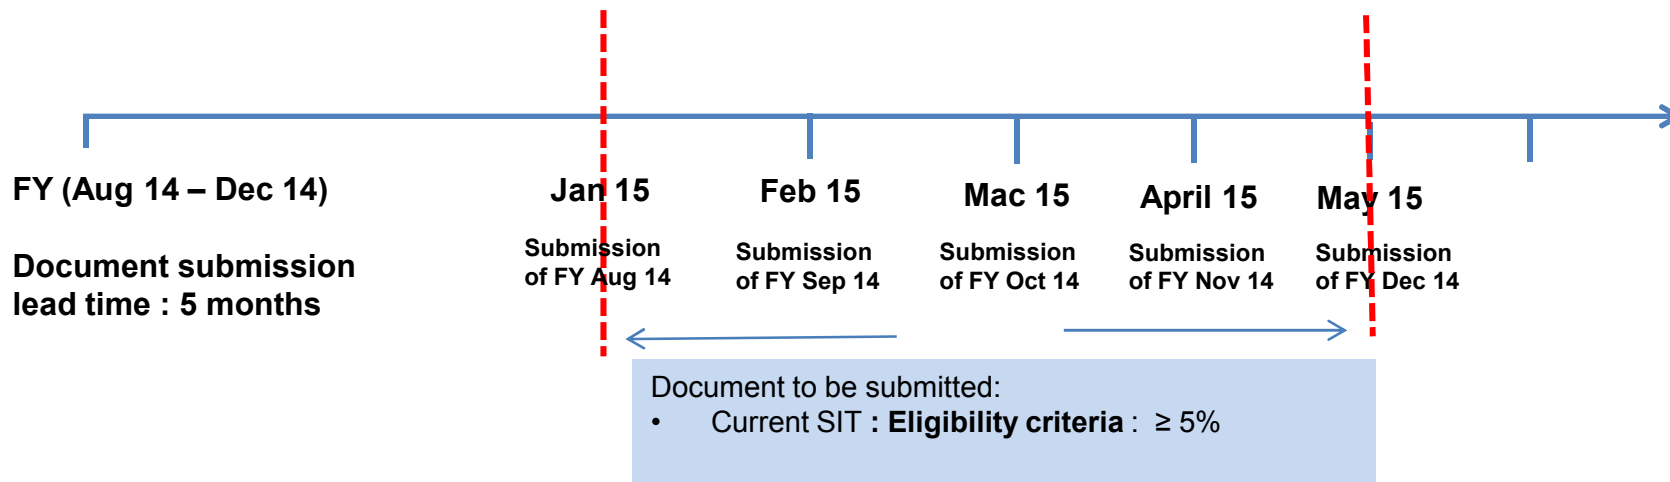 FY (Aug 14 – Dec 14)
Document submission
lead time : 5 months
Jan 15
Submission
of FY Aug 14
Feb 15
Submission
of FY Sep 14
Mac 15
Submission
of FY Oct 14
April 15
Submission
of FY Nov 14
May 15
Submission
of FY Dec 14
Document to be submitted:
• Current SIT : Eligibility criteria : ≥ 5%